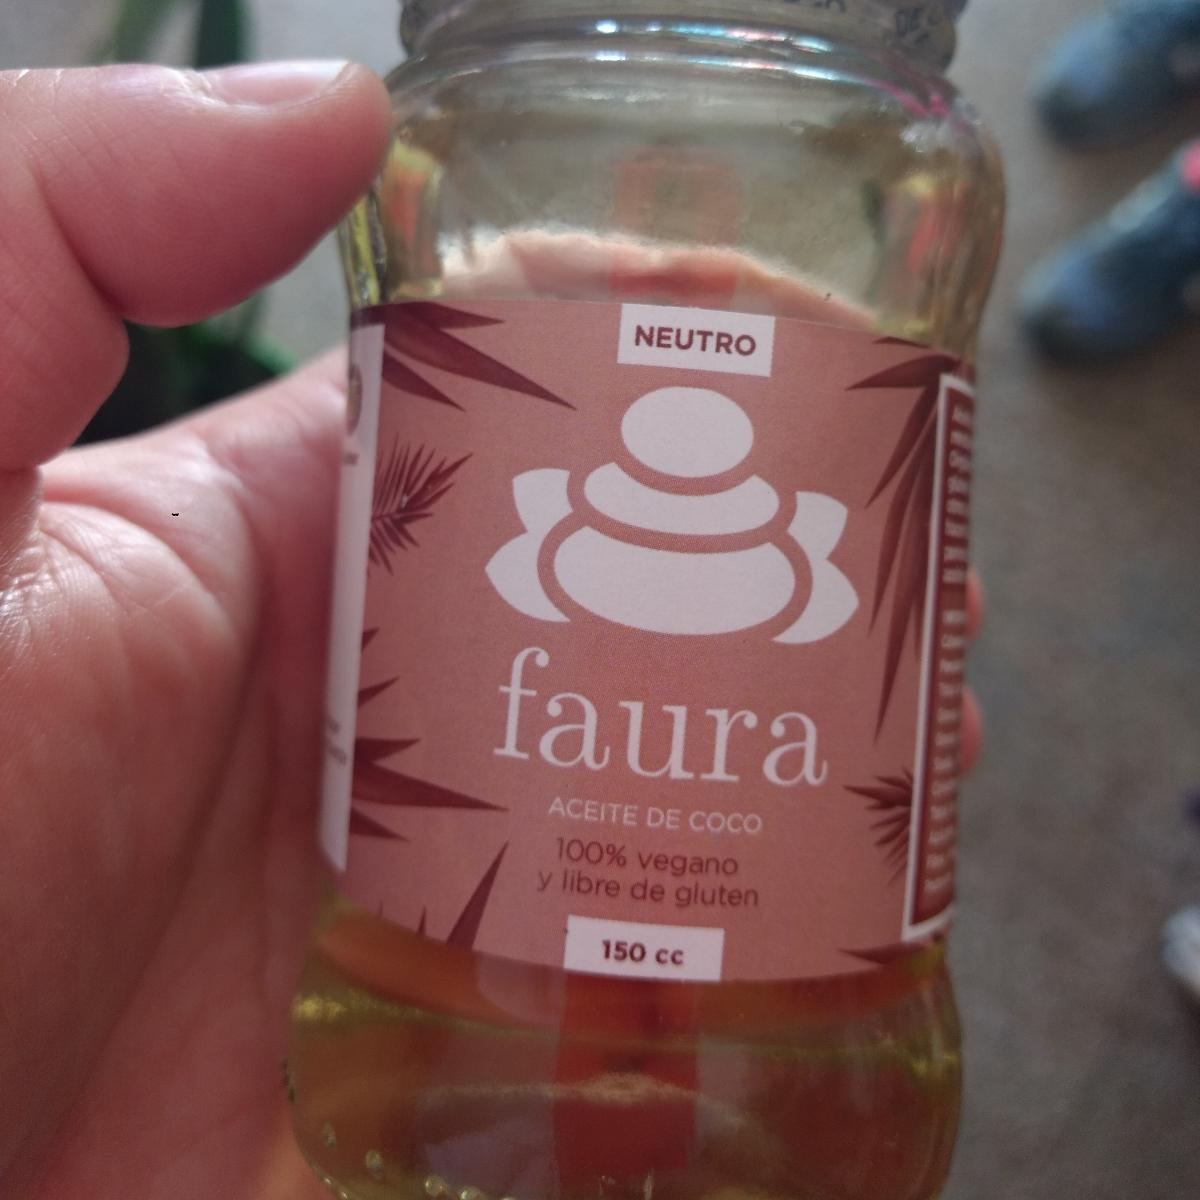 NEUTRO
faura
ACEITE DE COCO
100% vegano
y libre de gluten
150 cc